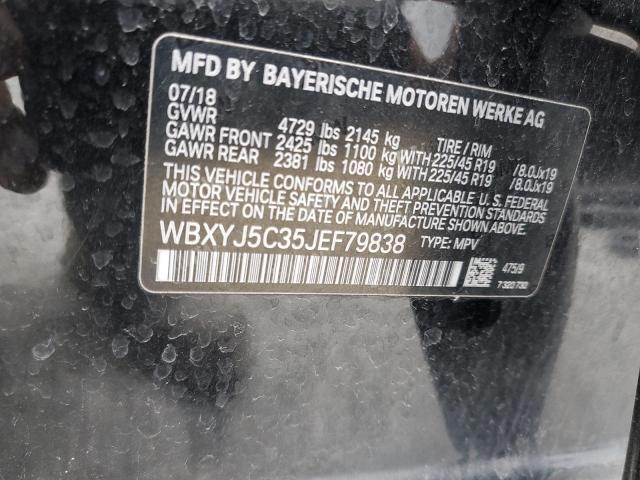 MFD BY BAYERISCHE MOTOREN WERKE AG
07/18
GVWR 4729 lbs 2145 kg TIRE / RIM
GAWR FRONT 2425 lbs 1100 kg WITH 225/45 R19 / 8.0Jx19
GAWR REAR 2381 lbs 1080 kg WITH 225/45 R19 / 8.0Jx19
THIS VEHICLE CONFORMS TO ALL APPLICABLE U. S. FEDERAL
MOTOR VEHICLE SAFETY AND THEFT PREVENTION STANDARDS
IN EFFECT ON THE DATE OF MANUFACTURE SHOWN ABOVE.
WBXYJ5C35JEF79838 TYPE: MPV
475/9